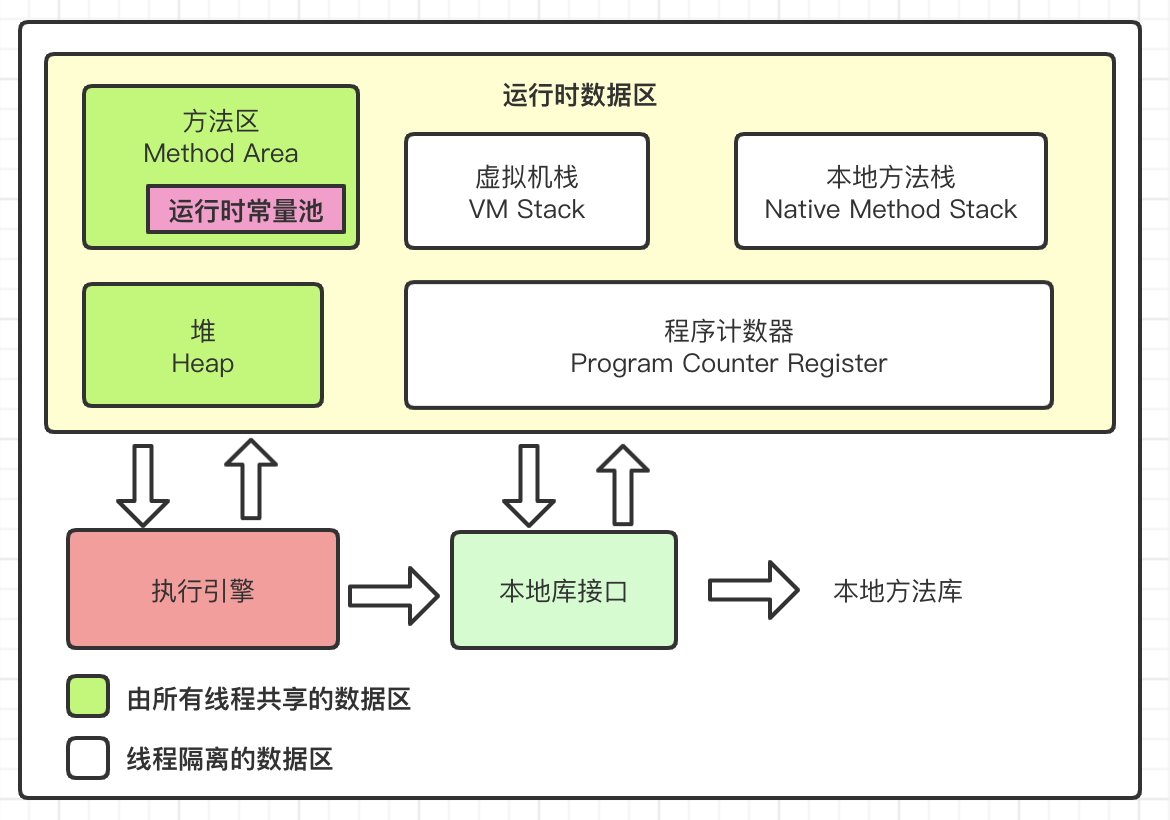 运行时数据区
方法区
Method Area
运行时常量池
虚拟机栈
VM Stack
本地方法栈
Native Method Stack
堆
Heap
程序计数器
Program Counter Register
执行引擎
本地库接口
本地方法库
由所有线程共享的数据区
线程隔离的数据区